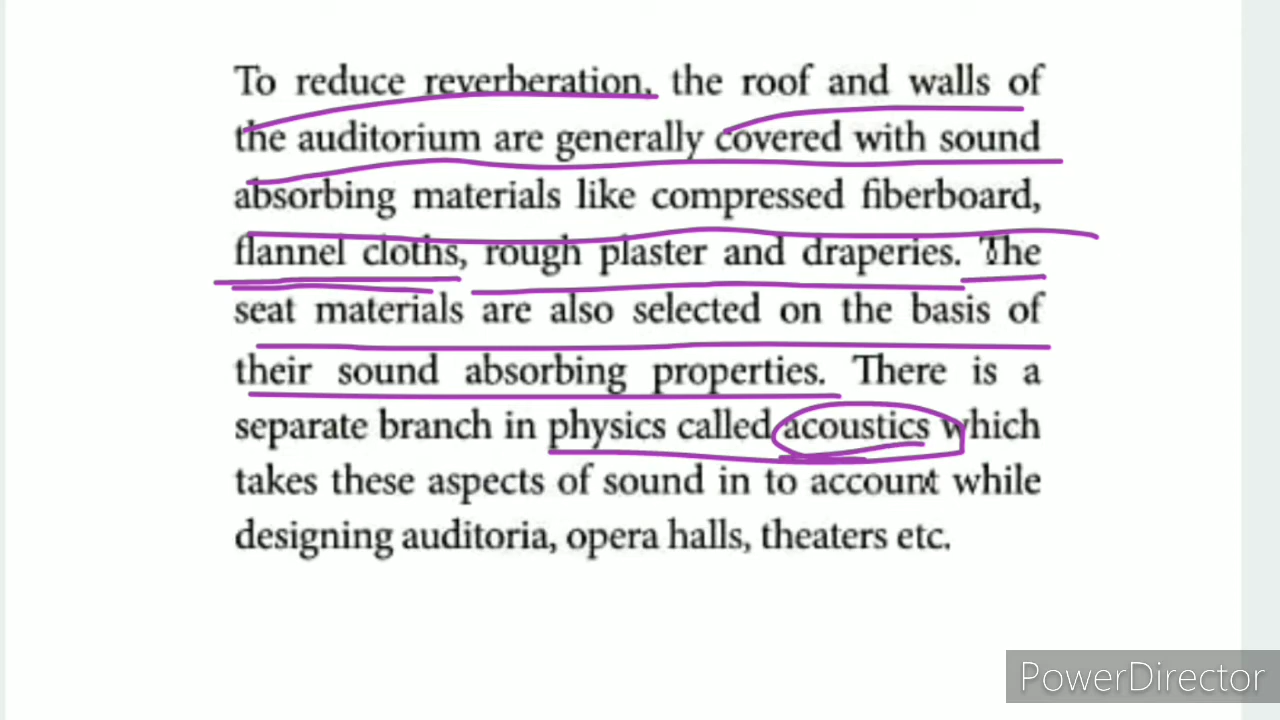 To reduce reverberation, the roof and walls of
the auditorium are generally covered with sound
absorbing materials like compressed fiberboard,
flannel cloths, rough plaster and draperies. The
seat materials are also selected on the basis of
their sound absorbing properties. There is a
separate branch in physics called acoustics which
takes these aspects of sound in to account while
designing auditoria, opera halls, theaters etc.
PowerDirector